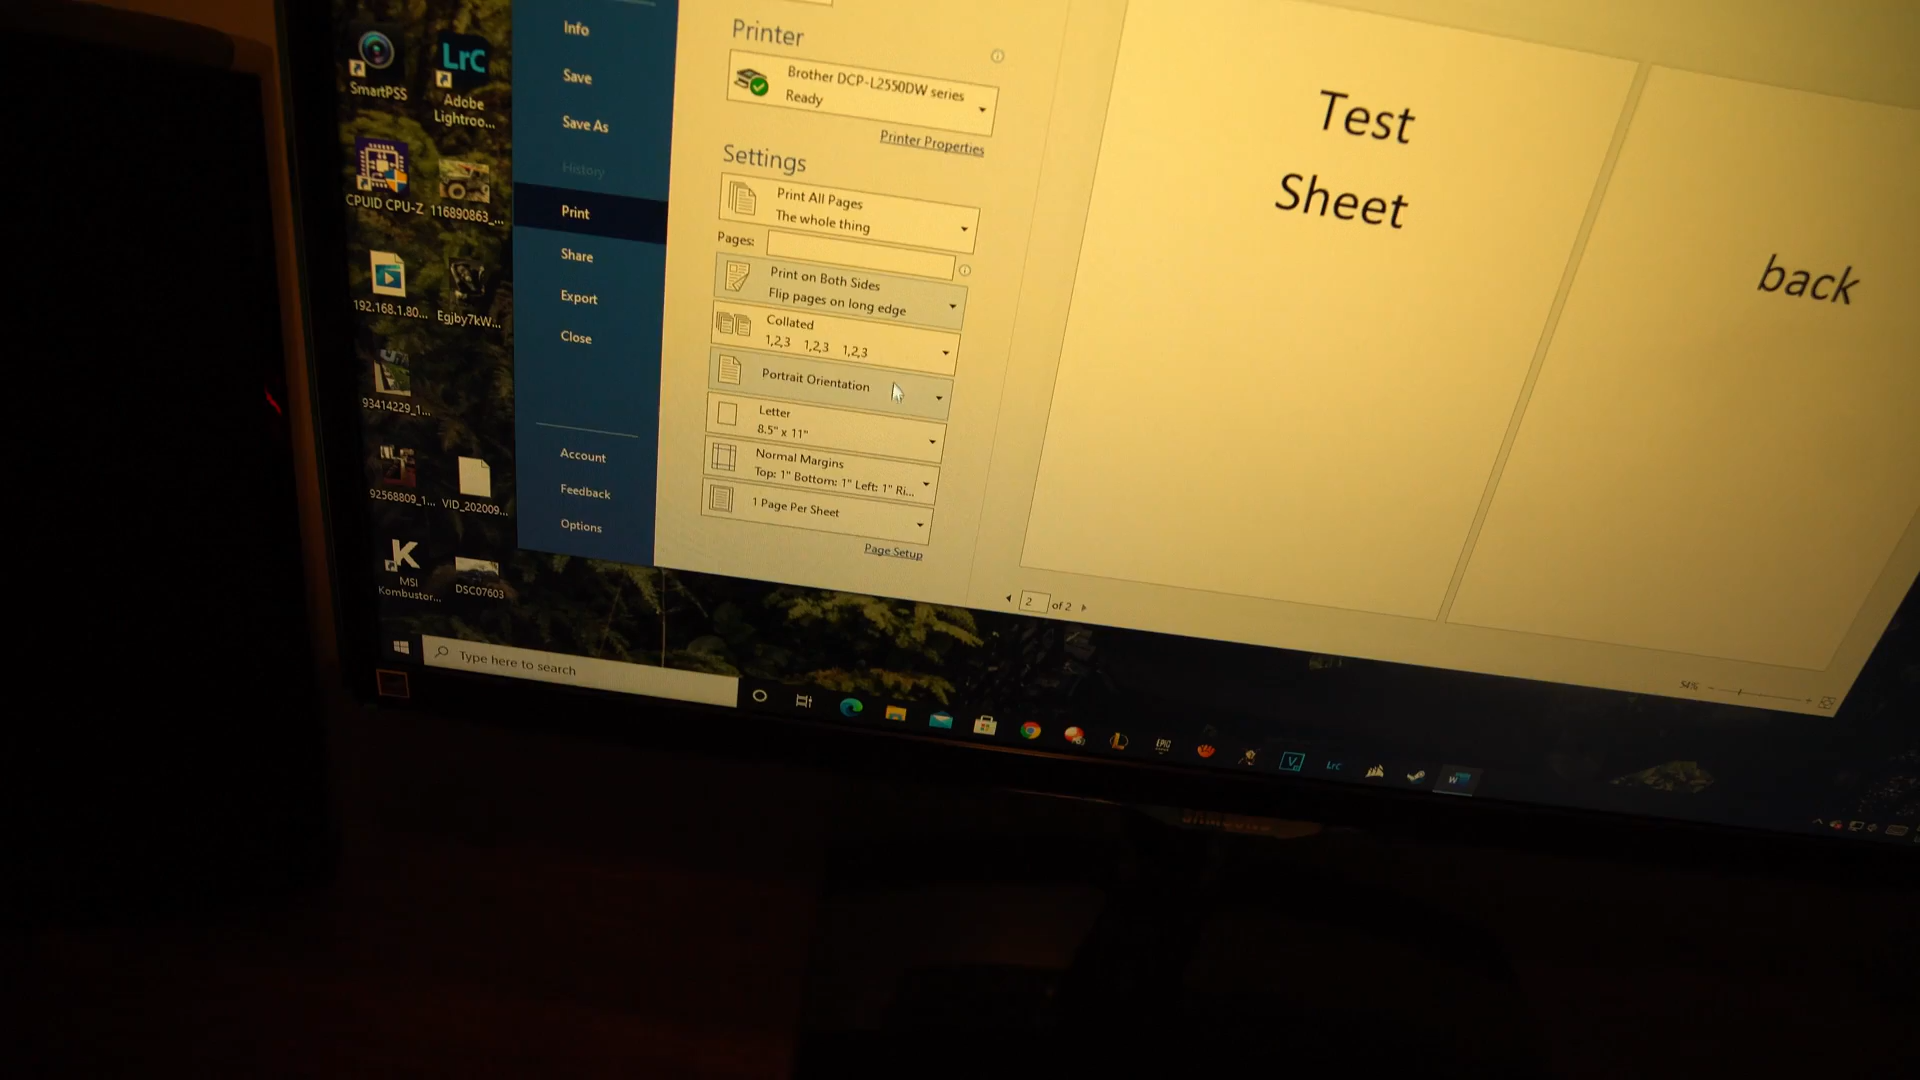 SmartPSS
LrC
Adobe
Lightroo...
CPUID CPU-Z
116890863_...
192.168.1.80...
Egjby7kW...
93414229_1...
92568809_1...
VID_202009...
K
MSI
Kombustor...
DSC07603
Info
Save
Save As
History
Print
Share
Export
Close
Account
Feedback
Options
Printer
Brother DCP-L2550DW series
Ready
Printer Properties
Settings
Print All Pages
The whole thing
Pages:
Print on Both Sides
Flip pages on long edge
Collated
1,2,3 1,2,3 1,2,3
Portrait Orientation
Letter
8.5" x 11"
Normal Margins
Top: 1" Bottom: 1" Left: 1" Ri...
1 Page Per Sheet
Page Setup
Test
Sheet
back
2 of 2
54%
Type here to search
EPIC
V
Lrc
W
SAMSUNG